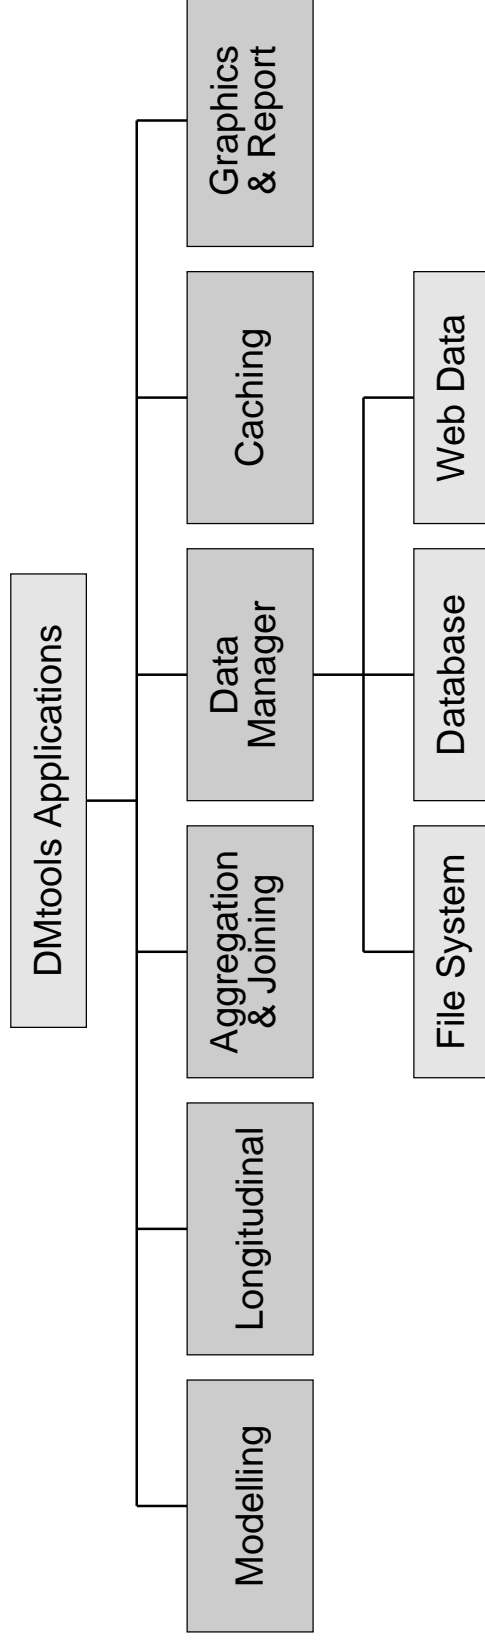 DMtools Applications
Modelling
Longitudinal
Aggregation
& Joining
Data
Manager
Caching
Graphics
& Report
File System
Database
Web Data